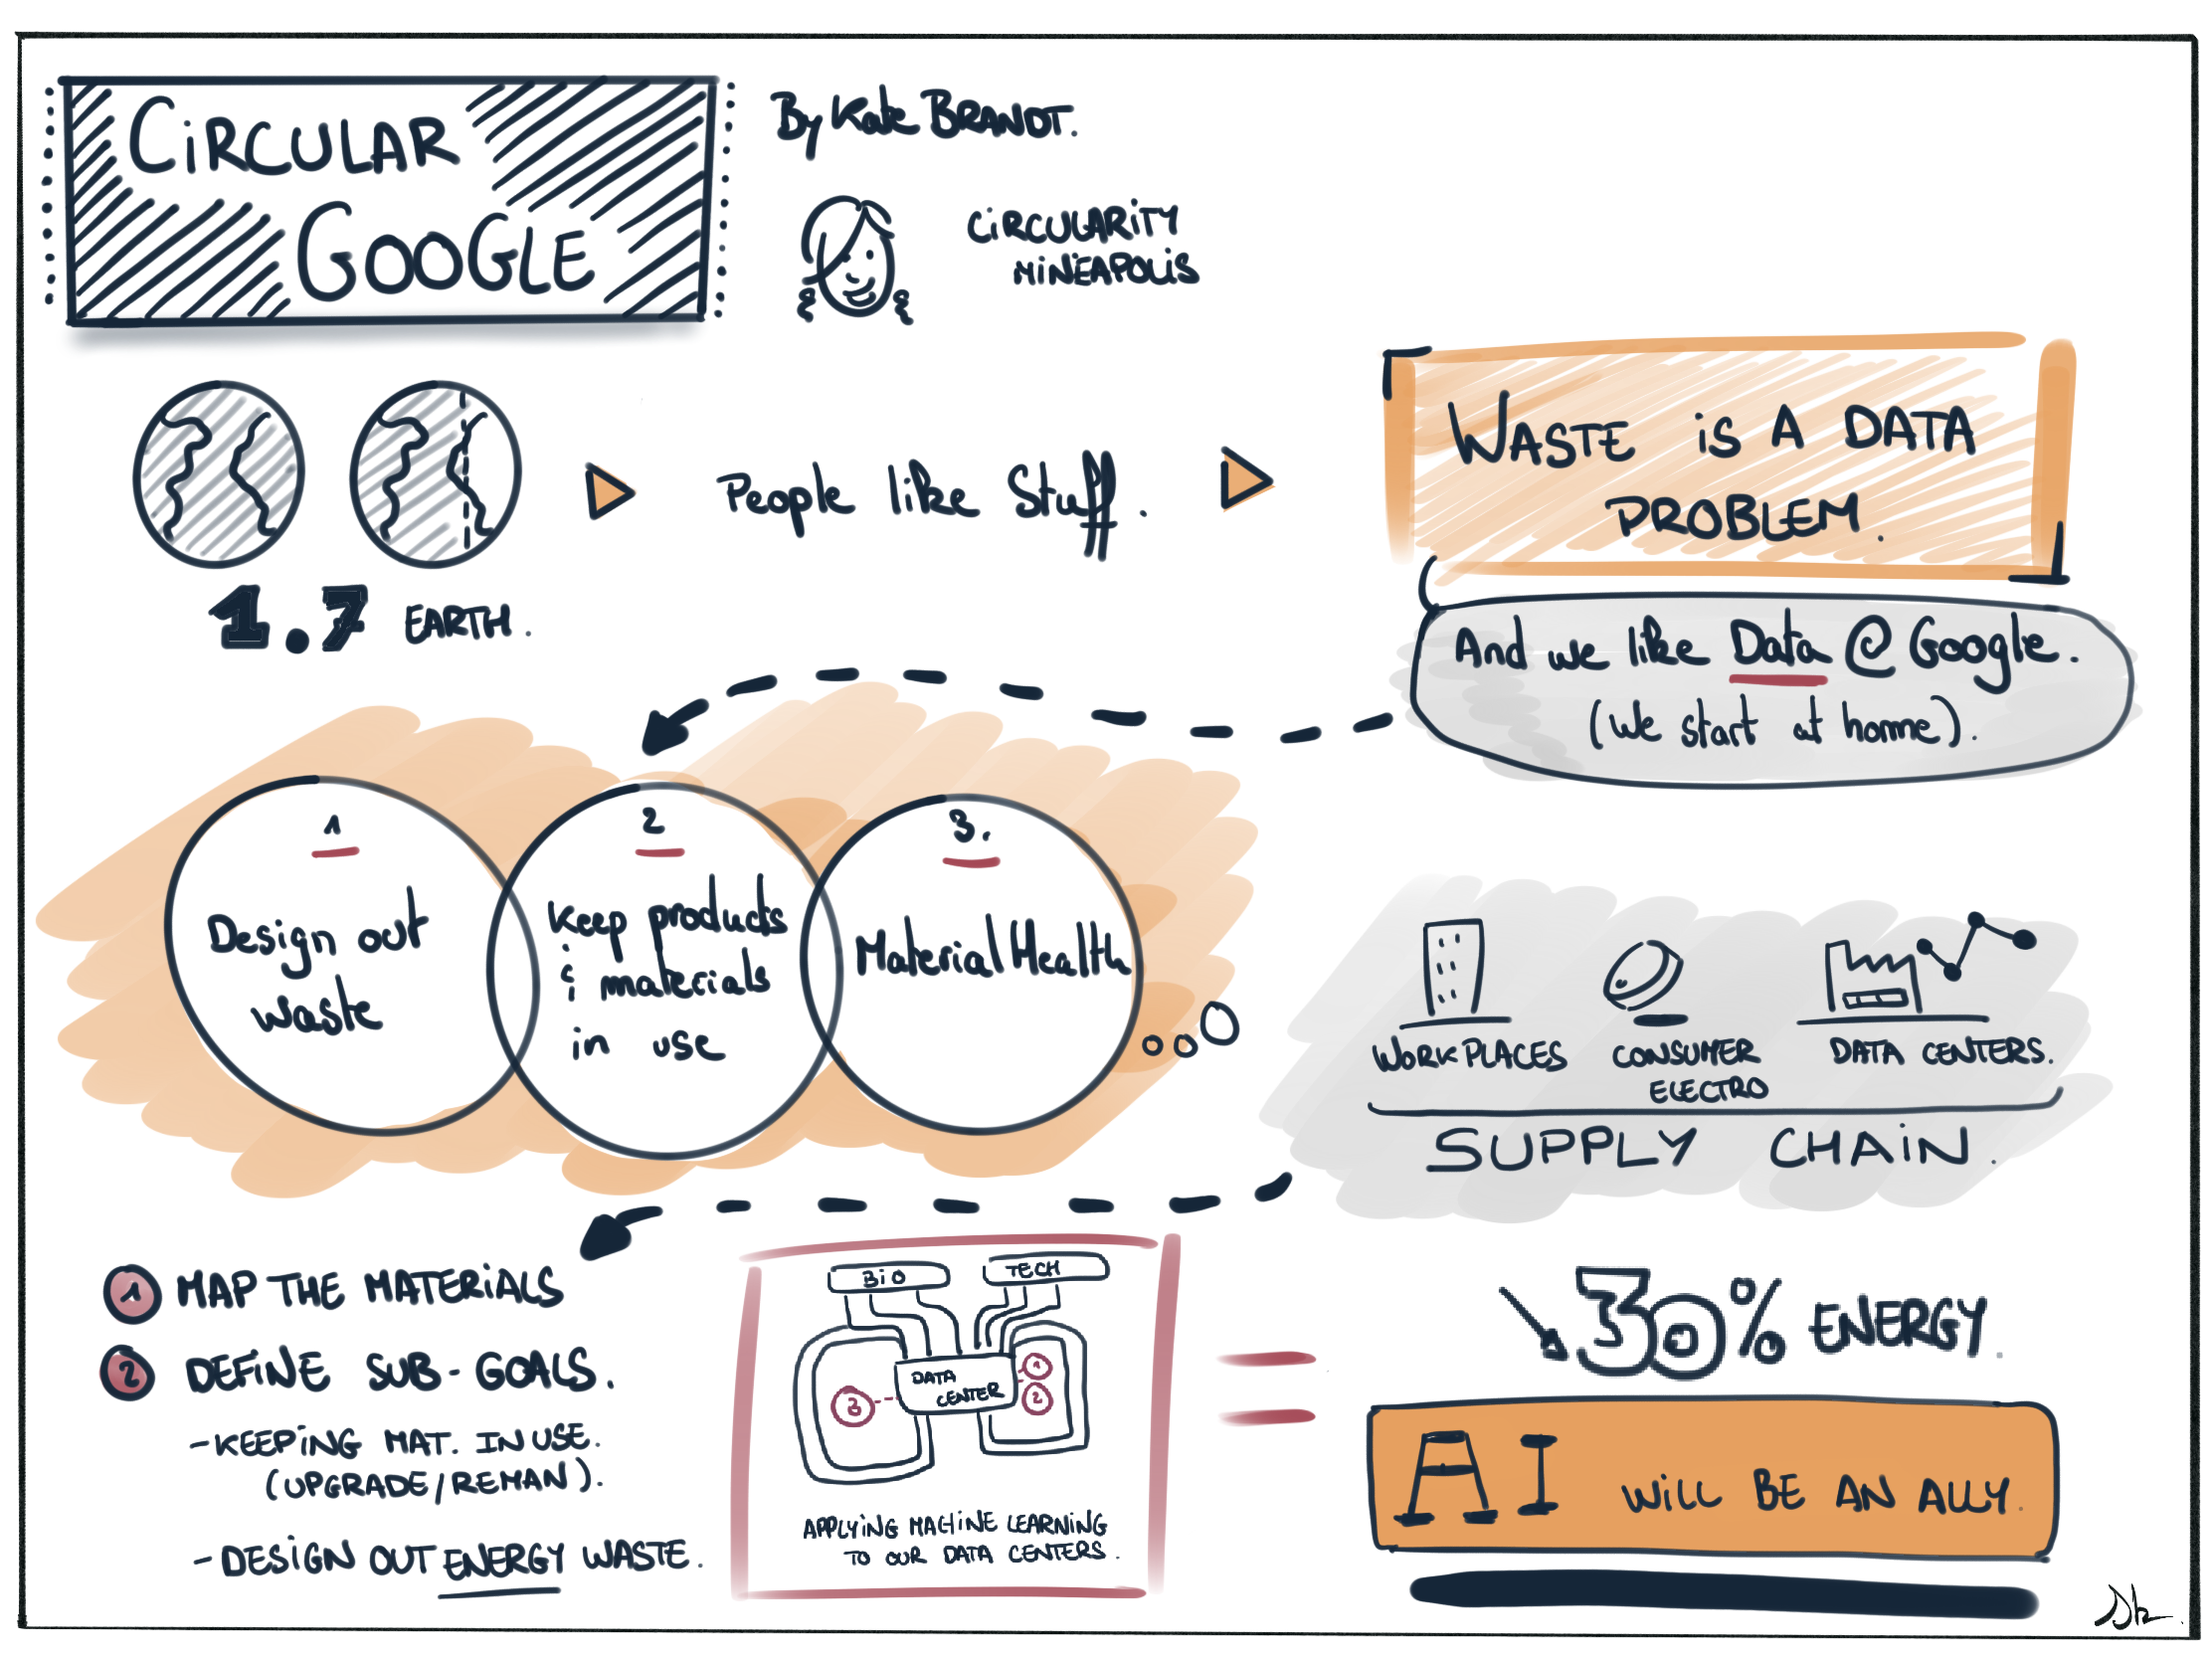 CiRCULAR
GOOGLE
By Kate BRANDT.
CiRCULARiTY
MiNEAPOLiS
1.7 EARTH.
People like Stuff.
WASTE iS A DATA
PROBLEM.
And we like Data @ Google.
(We start at home).
1
Design out
waste
2
Keep products
& materials
in use
3.
Material Health
WORKPLACES
CONSUMER
ELECTRO
DATA CENTERS.
SUPPLY CHAiN.
1 MAP THE MATERiALS
2 DEFiNE SUB-GOALS.
- KEEPiNG MAT. IN USE.
(UPGRADE/REMAN).
- DESiGN OUT ENERGY WASTE.
BiO
TECH
DATA
CENTER
3
1
2
APPLYiNG MACHiNE LEARNiNG
TO OUR DATA CENTERS.
=
30% ENERGY.
AI WiLL BE AN ALLY.